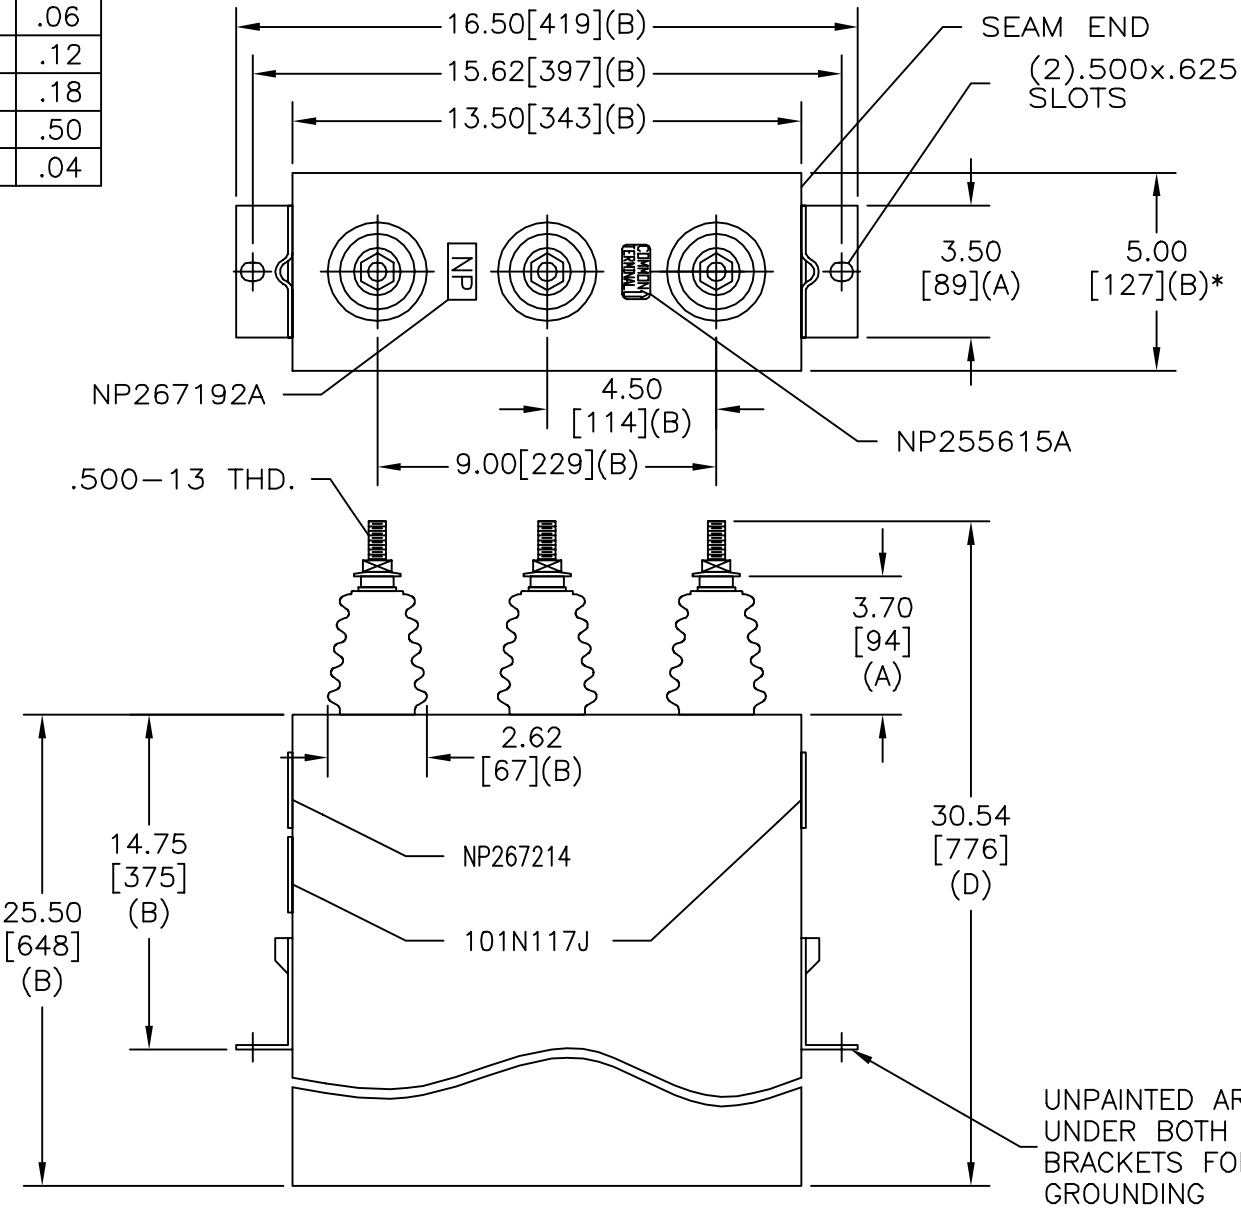 .06
.12
.18
.50
.04
16.50[419](B)
15.62[397](B)
13.50[343](B)
SEAM END
(2).500x.625
SLOTS
NP
COMMON
TERMINAL
3.50
[89](A)
5.00
[127](B)*
NP267192A
4.50
[114](B)
NP255615A
9.00[229](B)
.500-13 THD.
3.70
[94]
(A)
2.62
[67](B)
14.75
[375]
(B)
NP267214
30.54
[776]
(D)
25.50
[648]
(B)
101N117J
UNPAINTED AR
UNDER BOTH
BRACKETS FO
GROUNDING